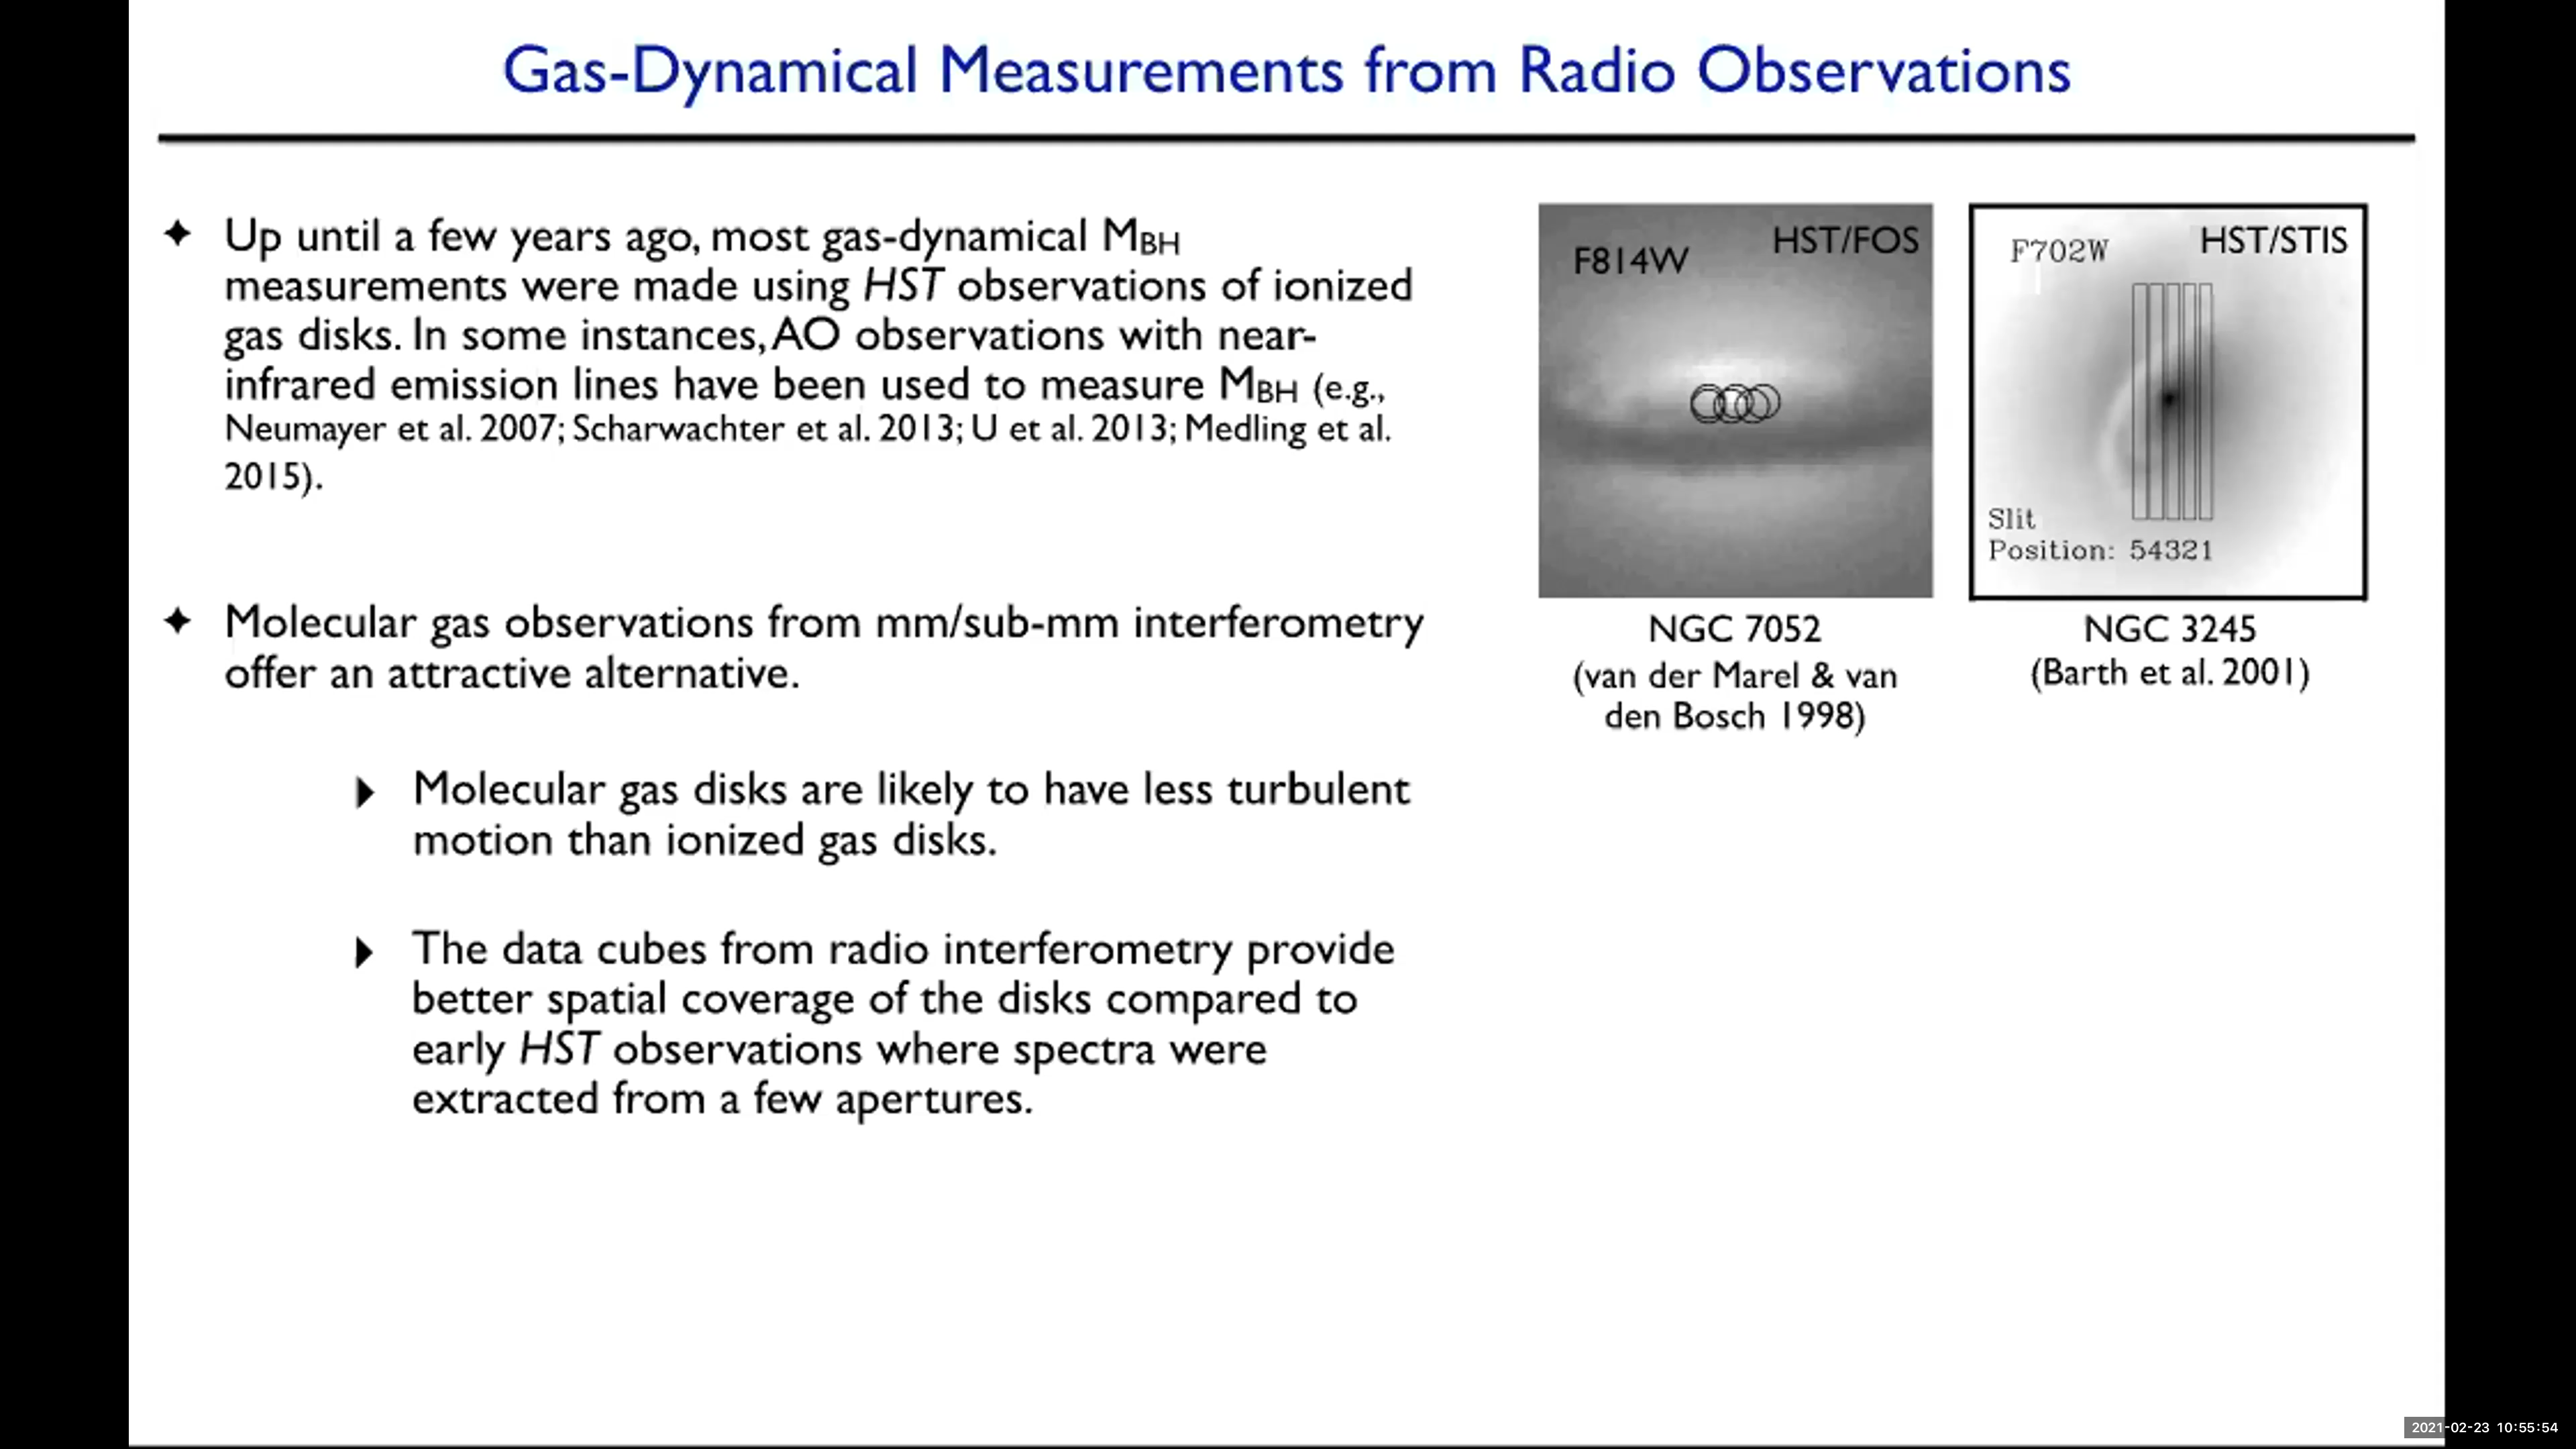 Gas-Dynamical Measurements from Radio Observations
✦ Up until a few years ago, most gas-dynamical MBH
measurements were made using HST observations of ionized
gas disks. In some instances, AO observations with near-
infrared emission lines have been used to measure MBH (e.g.,
Neumayer et al. 2007; Scharwachter et al. 2013; U et al. 2013; Medling et al.
2015).
✦ Molecular gas observations from mm/sub-mm interferometry
offer an attractive alternative.
Molecular gas disks are likely to have less turbulent
motion than ionized gas disks.
The data cubes from radio interferometry provide
better spatial coverage of the disks compared to
early HST observations where spectra were
extracted from a few apertures.
F814W
HST/FOS
NGC 7052
(van der Marel & van
den Bosch 1998)
F702W
HST/STIS
Slit
Position: 54321
NGC 3245
(Barth et al. 2001)
2021-02-23 10:55:54